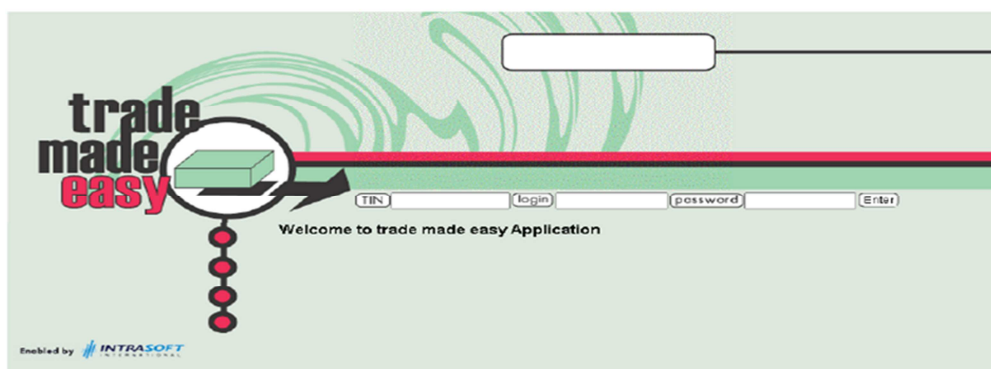 trade
made
easy
TIN login password Enter
Welcome to trade made easy Application
Enabled by INTRASOFT
INTERNATIONAL